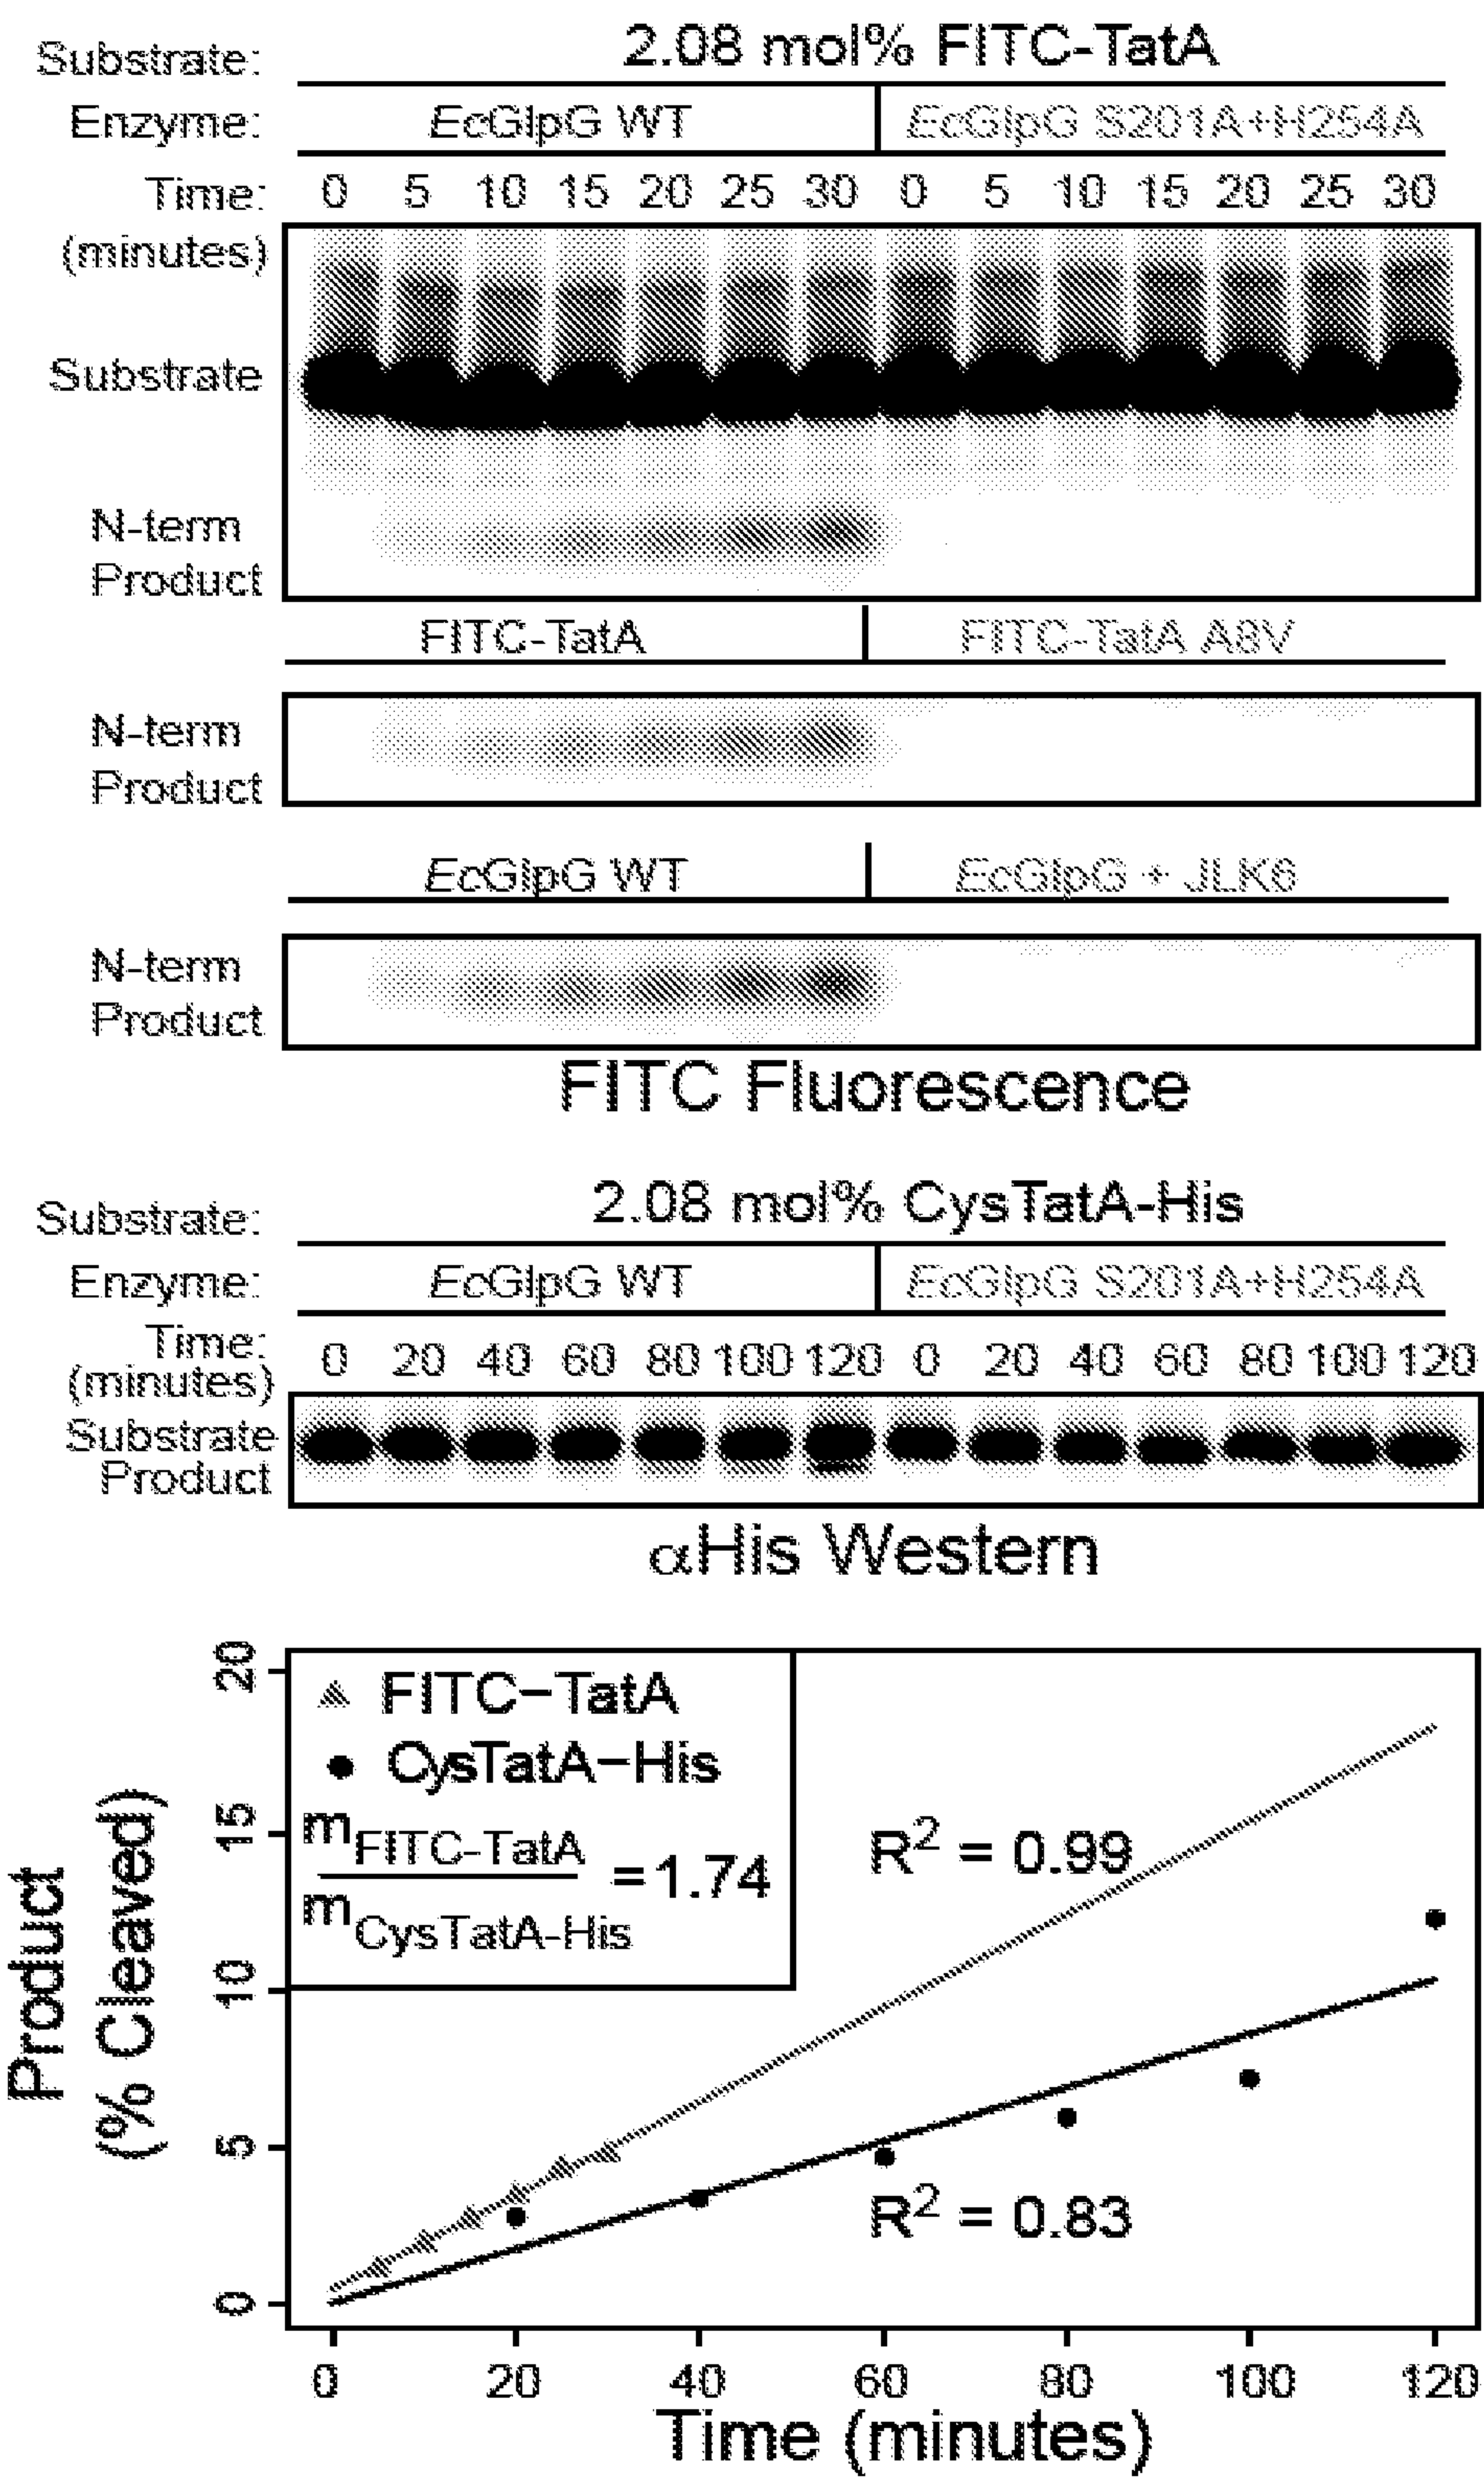 Substrate: 2.08 mol% FITC-TatA
Enzyme: EcGlpG WT EcGlpG S201A+H254A
Time: 0 5 10 15 20 25 30 0 5 10 15 20 25 30
(minutes)
Substrate
N-term
Product
FITC-TatA FITC-TatA A8V
N-term
Product
EcGlpG WT EcGlpG + JLK6
N-term
Product
FITC Fluorescence
Substrate: 2.08 mol% CysTatA-His
Enzyme: EcGlpG WT EcGlpG S201A+H254A
Time: 0 20 40 60 80 100 120 0 20 40 60 80 100 120
(minutes)
Substrate
Product
αHis Western
FITC−TatA
CysTatA−His
m FITC-TatA
m CysTatA-His
=1.74
R² = 0.99
R² = 0.83
Product
(% Cleaved)
20
15
10
5
0
0 20 40 60 80 100 120
Time (minutes)